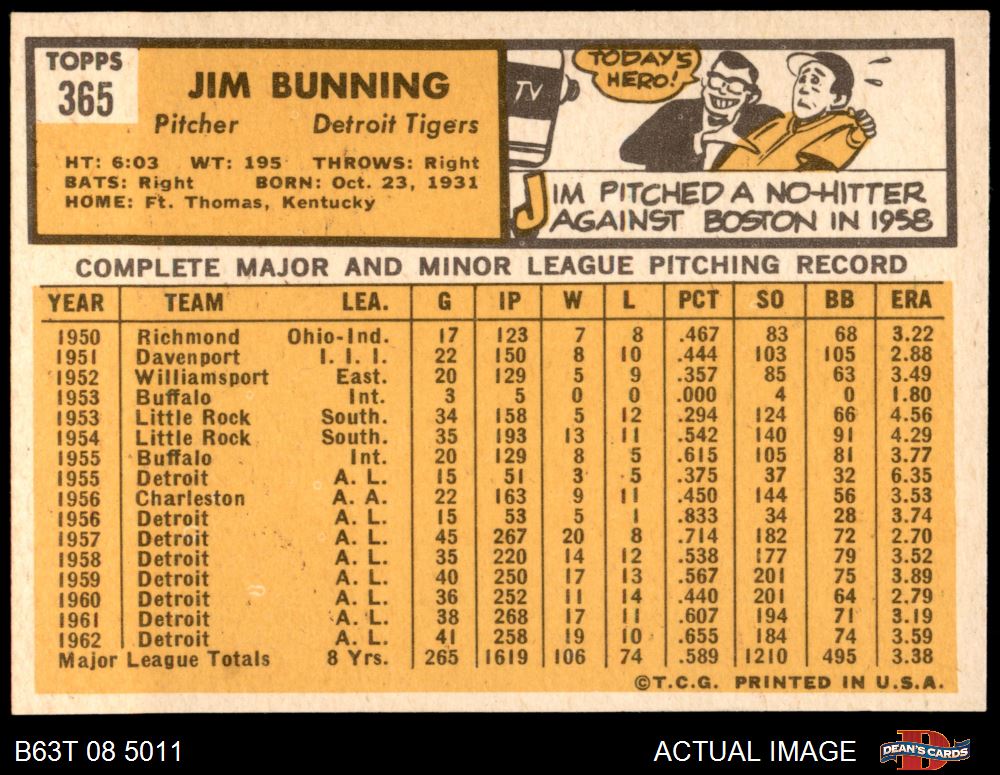 TOPPS
365
JIM BUNNING
Pitcher Detroit Tigers
HT: 6:03 WT: 195 THROWS: Right
BATS: Right BORN: Oct. 23, 1931
HOME: Ft. Thomas, Kentucky
TV
TODAY'S
HERO!
JIM PITCHED A NO-HITTER
AGAINST BOSTON IN 1958
COMPLETE MAJOR AND MINOR LEAGUE PITCHING RECORD
YEAR TEAM LEA. G IP W L PCT SO BB ERA
1950 Richmond Ohio-Ind. 17 123 7 8 .467 83 68 3.22
1951 Davenport I. I. I. 22 150 8 10 .444 103 105 2.88
1952 Williamsport East. 20 129 5 9 .357 85 63 3.49
1953 Buffalo Int. 3 5 0 0 .000 4 0 1.80
1953 Little Rock South. 34 158 5 12 .294 124 66 4.56
1954 Little Rock South. 35 193 13 11 .542 140 91 4.29
1955 Buffalo Int. 20 129 8 5 .615 105 81 3.77
1955 Detroit A. L. 15 51 3 5 .375 37 32 6.35
1956 Charleston A. A. 22 163 9 11 .450 144 56 3.53
1956 Detroit A. L. 15 53 5 1 .833 34 28 3.74
1957 Detroit A. L. 45 267 20 8 .714 182 72 2.70
1958 Detroit A. L. 35 220 14 12 .538 177 79 3.52
1959 Detroit A. L. 40 250 17 13 .567 201 75 3.89
1960 Detroit A. L. 36 252 11 14 .440 201 64 2.79
1961 Detroit A. L. 38 268 17 11 .607 194 71 3.19
1962 Detroit A. L. 41 258 19 10 .655 184 74 3.59
Major League Totals 8 Yrs. 265 1619 106 74 .589 1210 495 3.38
©T.C.G. PRINTED IN U.S.A.
B63T 08 5011 ACTUAL IMAGE DEAN'S CARDS